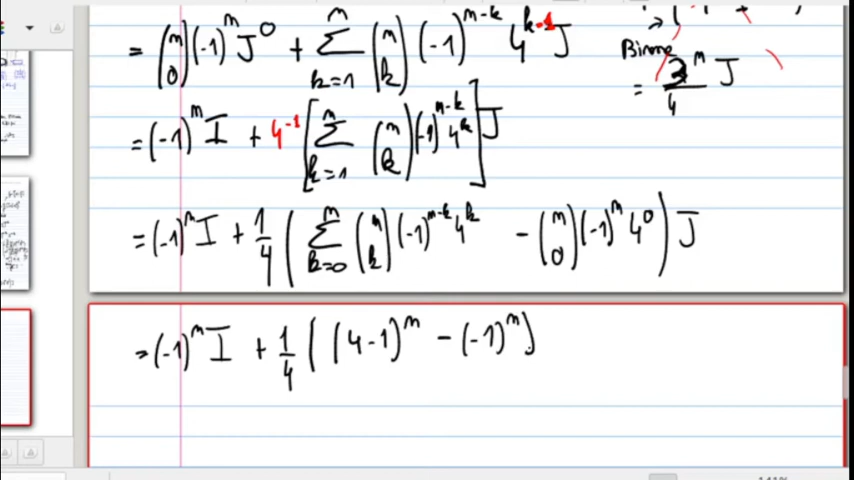 = (m 0) (-1)^m J^0 + Σ_{k=1}^{m} (m k) (-1)^{m-k} 4^{k-1} J
Binme
= 3^m/4 J
= (-1)^m I + 4^{-1} [ Σ_{k=1}^{m} (m k) (-1)^{m-k} 4^k ] J
= (-1)^m I + 1/4 ( Σ_{k=0}^{m} (m k) (-1)^{m-k} 4^k - (m 0) (-1)^m 4^0 ) J
= (-1)^m I + 1/4 ( (4-1)^m - (-1)^m )